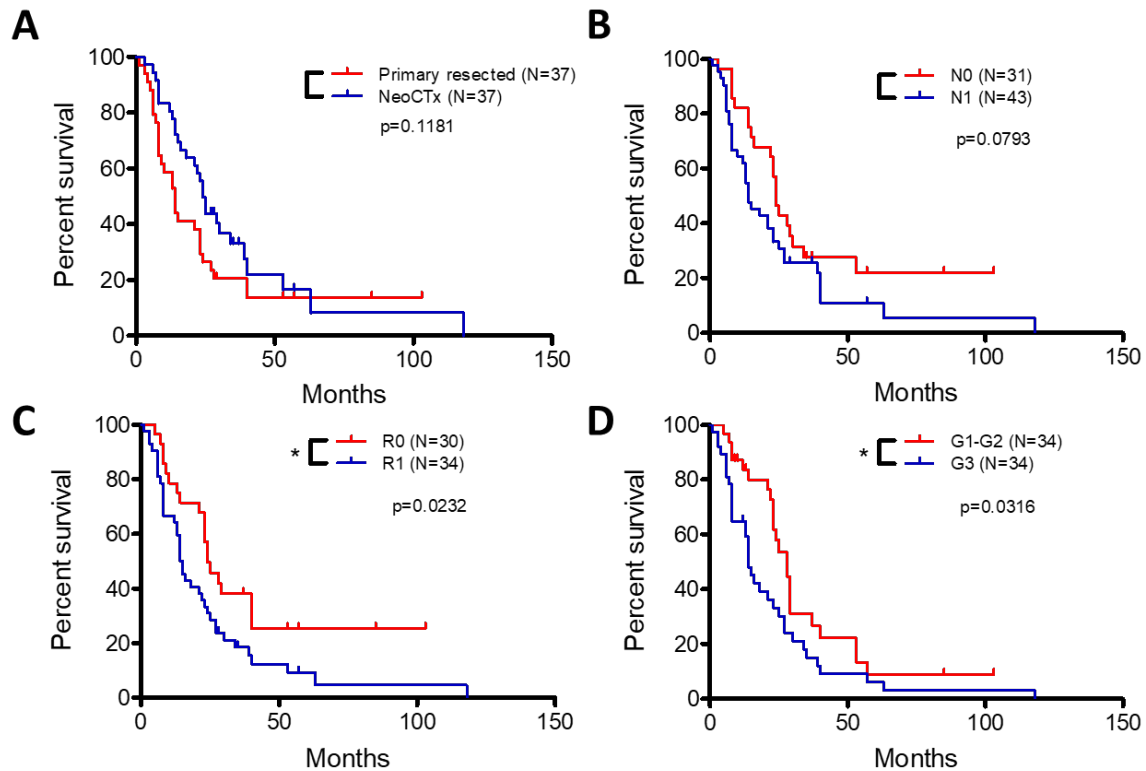 A
Percent survival
100
80
60
40
20
0
0
50
100
150
Months
Primary resected (N=37)
NeoCTx (N=37)
p=0.1181
B
Percent survival
100
80
60
40
20
0
0
50
100
150
Months
N0 (N=31)
N1 (N=43)
p=0.0793
C
Percent survival
100
80
60
40
20
0
0
50
100
150
Months
*
R0 (N=30)
R1 (N=34)
p=0.0232
D
Percent survival
100
80
60
40
20
0
0
50
100
150
Months
*
G1-G2 (N=34)
G3 (N=34)
p=0.0316